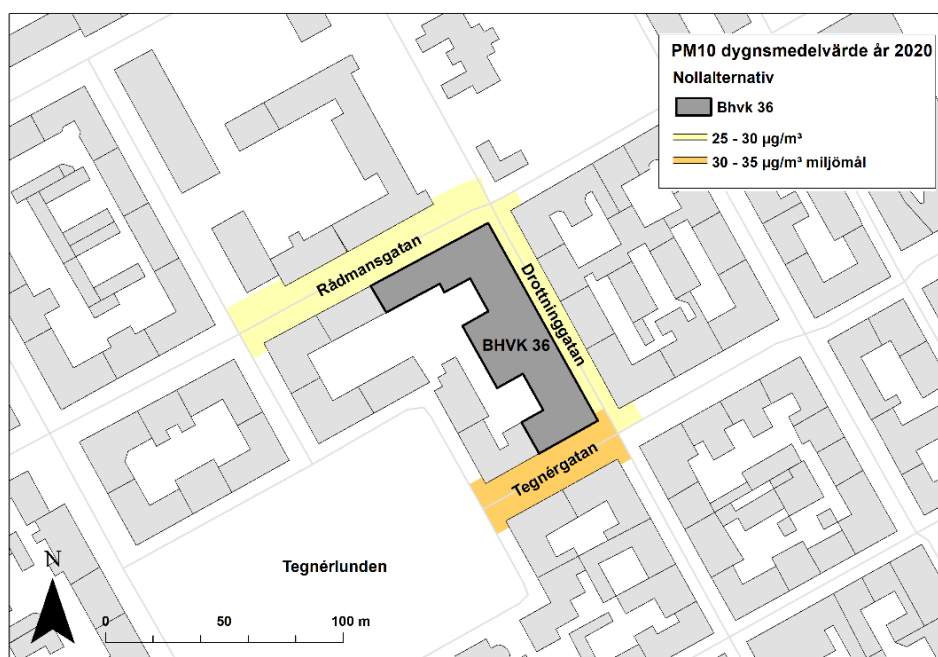 PM10 dygnsmedelvärde år 2020
Nollalternativ
Bhvk 36
25 - 30 µg/m³
30 - 35 µg/m³ miljömål
Rådmansgatan
Drottninggatan
BHVK 36
Tegnérgatan
Tegnérlunden
N
0 50 100 m